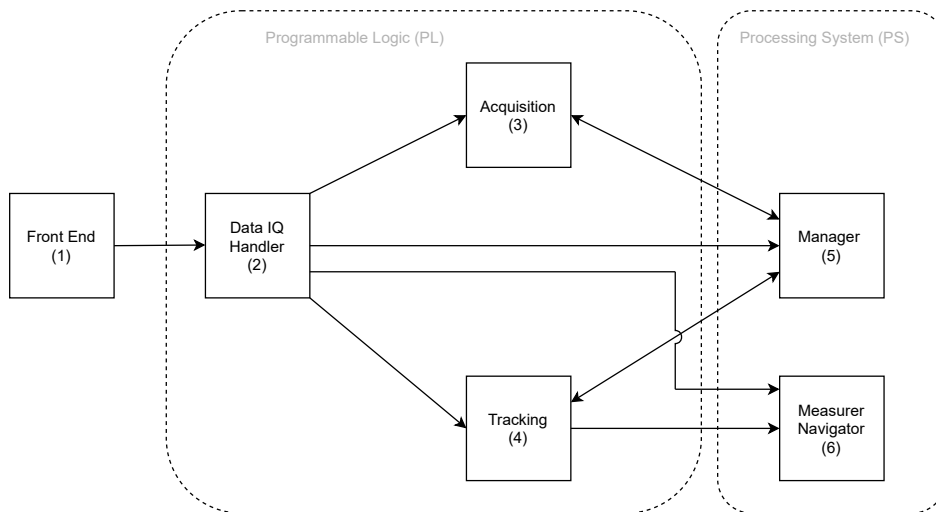 Programmable Logic (PL)
Processing System (PS)
Acquisition
(3)
Front End
(1)
Data IQ
Handler
(2)
Manager
(5)
Tracking
(4)
Measurer
Navigator
(6)